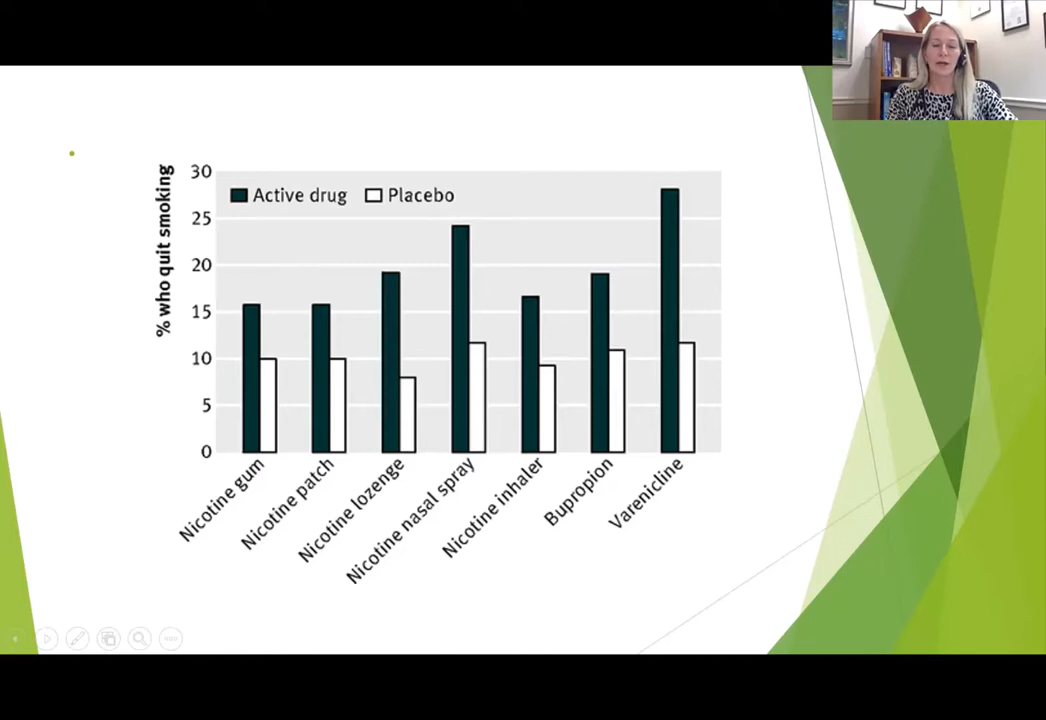 % who quit smoking
30
25
20
15
10
5
0
Active drug
Placebo
Nicotine gum
Nicotine patch
Nicotine lozenge
Nicotine nasal spray
Nicotine inhaler
Bupropion
Varenicline